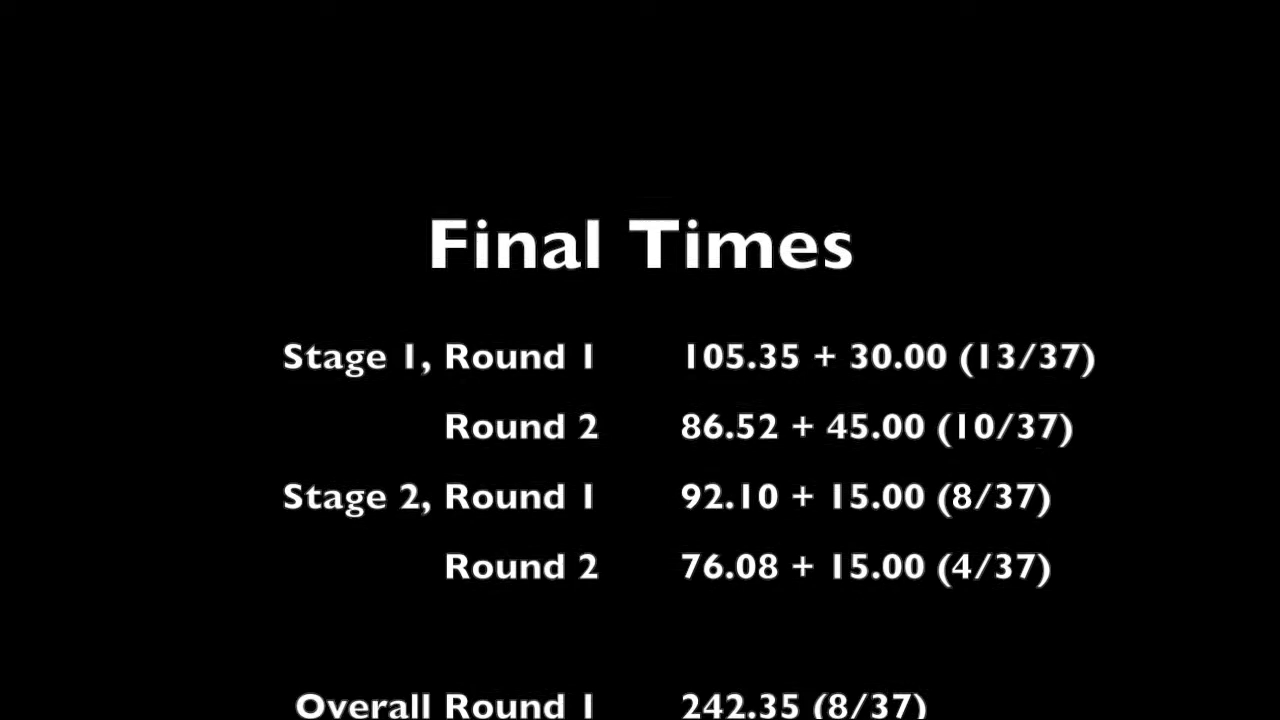 Final Times
Stage 1, Round 1 105.35 + 30.00 (13/37)
Round 2 86.52 + 45.00 (10/37)
Stage 2, Round 1 92.10 + 15.00 (8/37)
Round 2 76.08 + 15.00 (4/37)
Overall Round 1 242.35 (8/37)